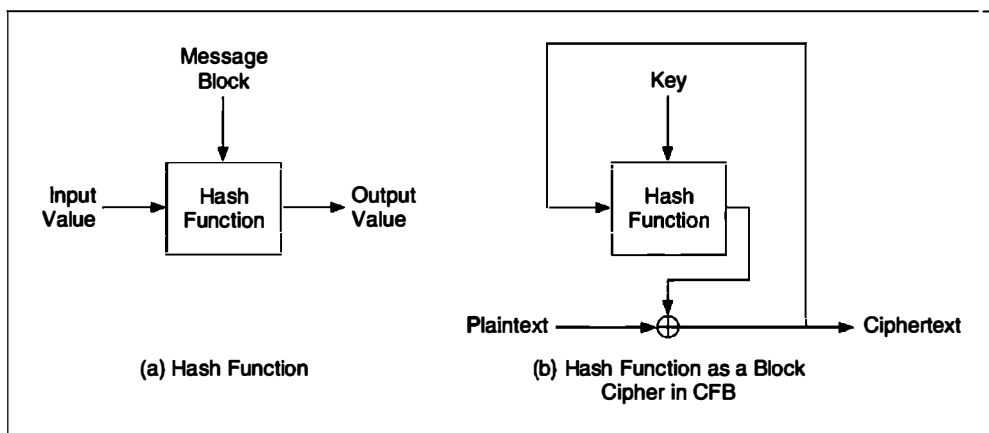 Message
Block
Input
Value
Hash
Function
Output
Value
(a) Hash Function
Key
Hash
Function
Plaintext
Ciphertext
(b) Hash Function as a Block
Cipher in CFB